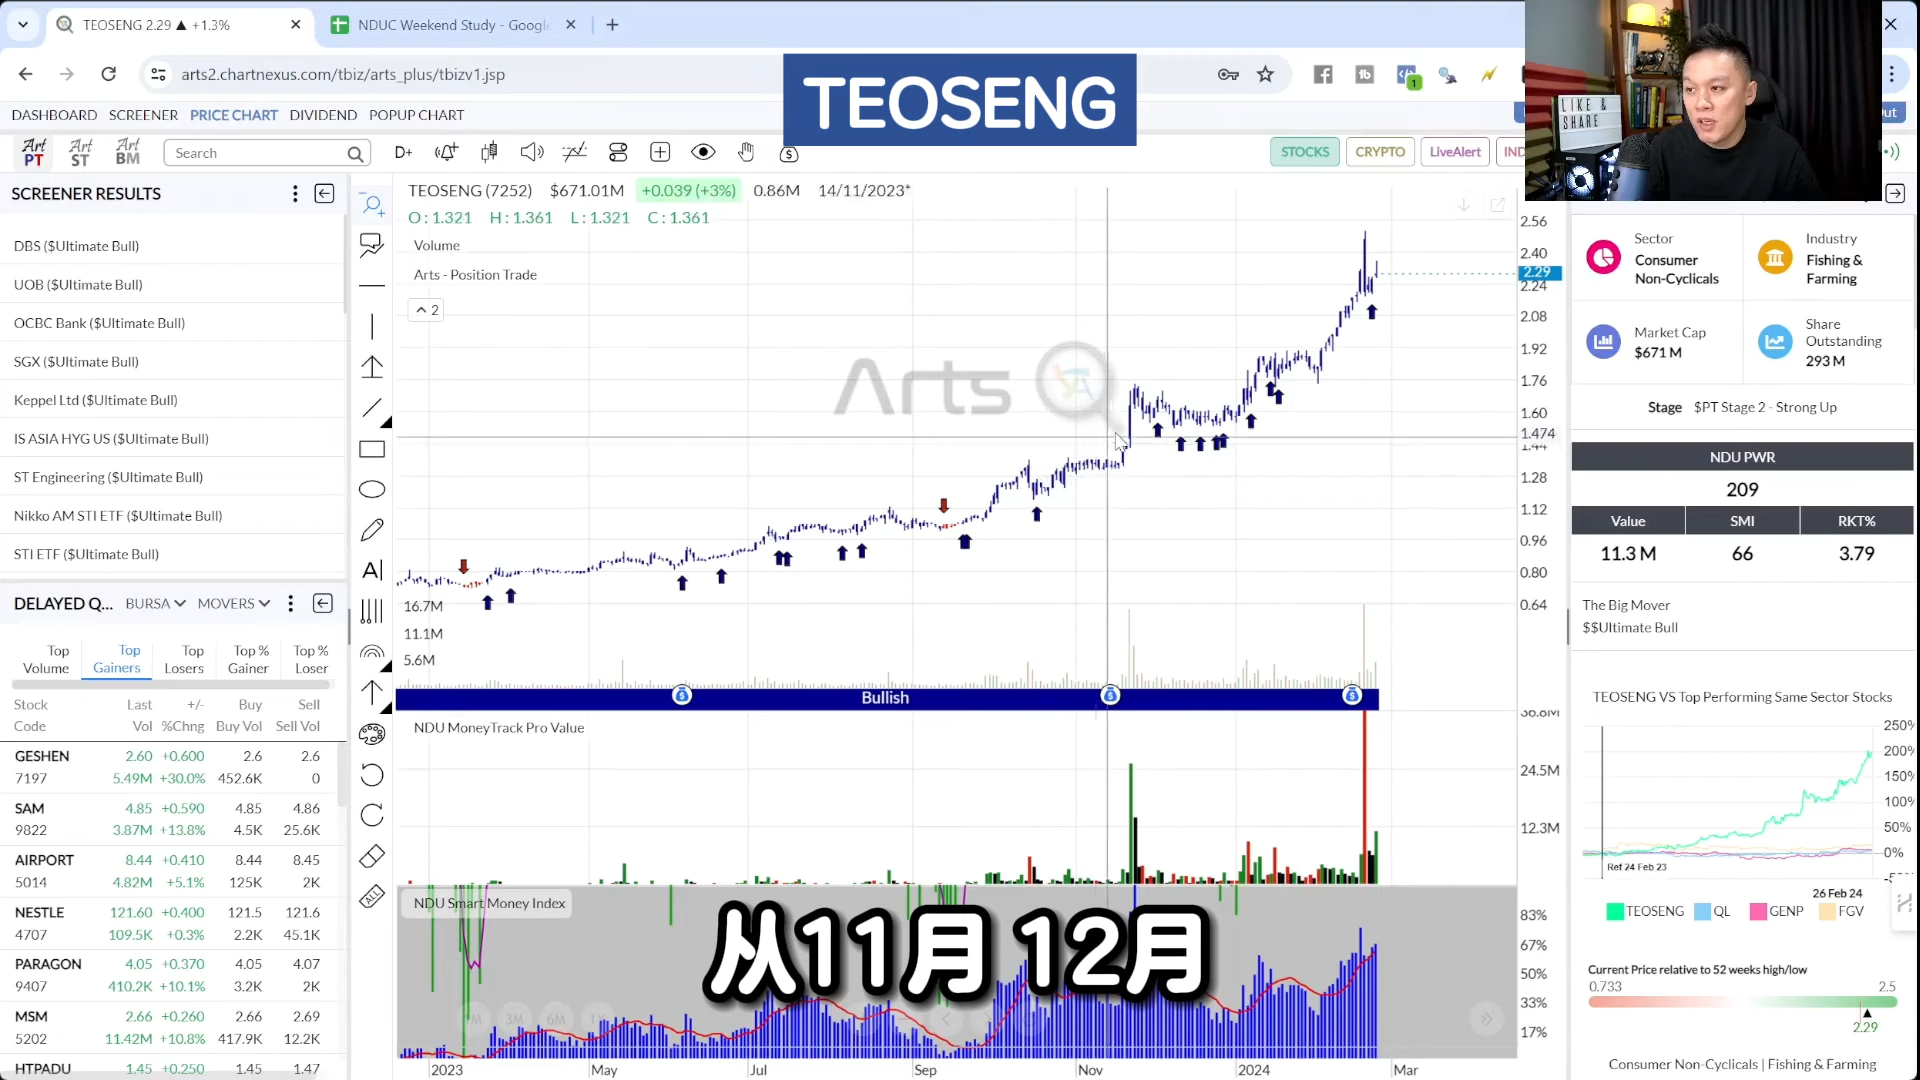 TEOSENG 2.29 ▲ +1.3%
NDUC Weekend Study - Google
arts2.chartnexus.com/tbiz/arts_plus/tbizv1.jsp
TEOSENG
LIKE &
SHARE
DASHBOARD SCREENER PRICE CHART DIVIDEND POPUP CHART
Art PT
Art ST
Art BM
Search
D+
STOCKS CRYPTO LiveAlert
SCREENER RESULTS
DBS ($Ultimate Bull)
UOB ($Ultimate Bull)
OCBC Bank ($Ultimate Bull)
SGX ($Ultimate Bull)
Keppel Ltd ($Ultimate Bull)
IS ASIA HYG US ($Ultimate Bull)
ST Engineering ($Ultimate Bull)
Nikko AM STI ETF ($Ultimate Bull)
STI ETF ($Ultimate Bull)
DELAYED Q... BURSA MOVERS
Top Volume
Top Gainers
Top Losers
Top % Gainer
Top % Loser
Stock Last +/- Buy Sell
Code Vol %Chng Buy Vol Sell Vol
GESHEN 2.60 +0.600 2.6 2.6
7197 5.49M +30.0% 452.6K 0
SAM 4.85 +0.590 4.85 4.86
9822 3.87M +13.8% 4.5K 25.6K
AIRPORT 8.44 +0.410 8.44 8.45
5014 4.82M +5.1% 125K 2K
NESTLE 121.60 +0.400 121.5 121.6
4707 109.5K +0.3% 2.2K 45.1K
PARAGON 4.05 +0.370 4.05 4.07
9407 410.2K +10.1% 3.2K 2K
MSM 2.66 +0.260 2.66 2.69
5202 11.42M +10.8% 417.9K 12.2K
HTPADU 1.45 +0.250 1.45 1.47
TEOSENG (7252) $671.01M +0.039 (+3%) 0.86M 14/11/2023*
O : 1.321 H : 1.361 L : 1.321 C : 1.361
Volume
Arts - Position Trade
2
Arts
2.56
2.40
2.29
2.24
2.08
1.92
1.76
1.60
1.474
1.44
1.28
1.12
0.96
0.80
0.64
16.7M
11.1M
5.6M
Bullish
NDU MoneyTrack Pro Value
36.8M
24.5M
12.3M
NDU Smart Money Index
83%
67%
50%
33%
17%
从11月 12月
3M 6M
2023 May Jul Sep Nov 2024 Mar
Sector
Consumer
Non-Cyclicals
Industry
Fishing &
Farming
Market Cap
$671 M
Share
Outstanding
293 M
Stage $PT Stage 2 - Strong Up
NDU PWR
209
Value SMI RKT%
11.3 M 66 3.79
The Big Mover
$$Ultimate Bull
TEOSENG VS Top Performing Same Sector Stocks
250%
200%
150%
100%
50%
0%
Ref 24 Feb 23
26 Feb 24
TEOSENG QL GENP FGV
Current Price relative to 52 weeks high/low
0.733 2.5
2.29
Consumer Non-Cyclicals | Fishing & Farming